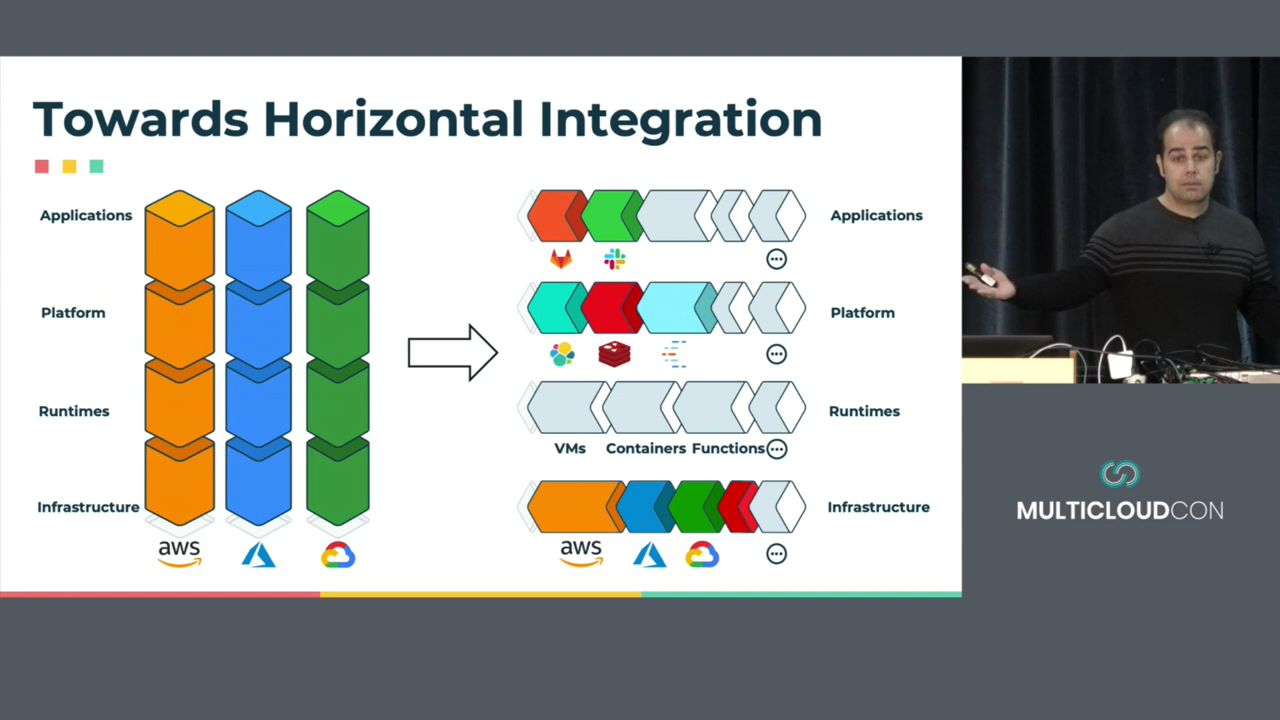 Towards Horizontal Integration
Applications
Platform
Runtimes
Infrastructure
aws
Applications
Platform
VMs Containers Functions
Runtimes
aws
Infrastructure
MULTICLOUDCON